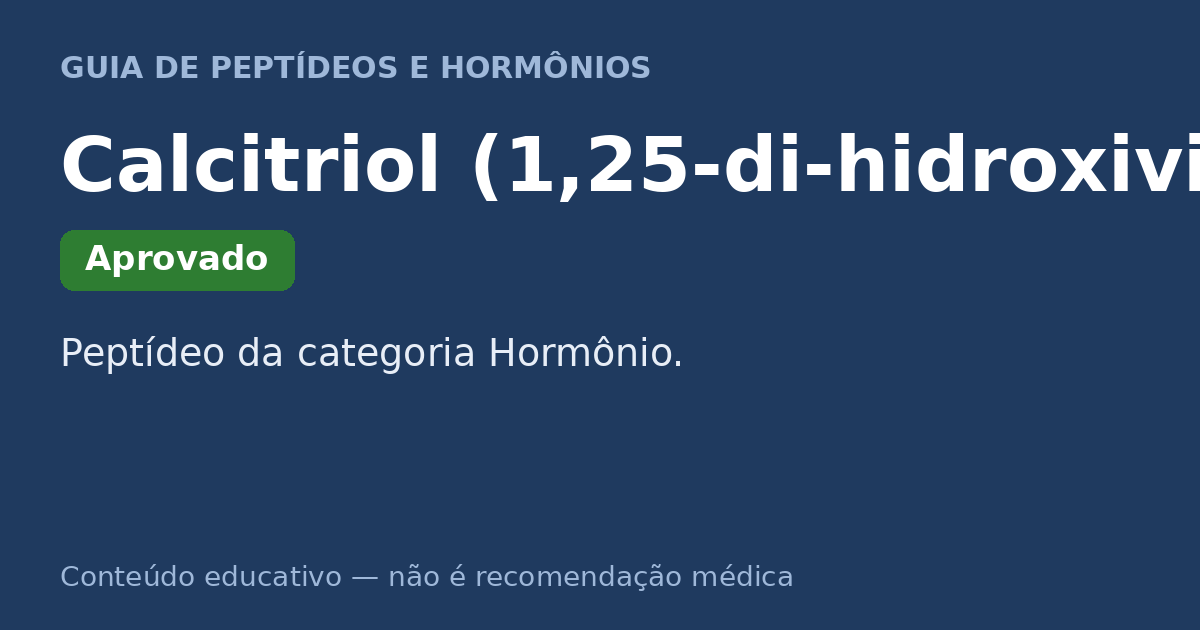 GUIA DE PEPTÍDEOS E HORMÔNIOS
Calcitriol (1,25-di-hidroxivi
Aprovado
Peptídeo da categoria Hormônio.
Conteúdo educativo — não é recomendação médica